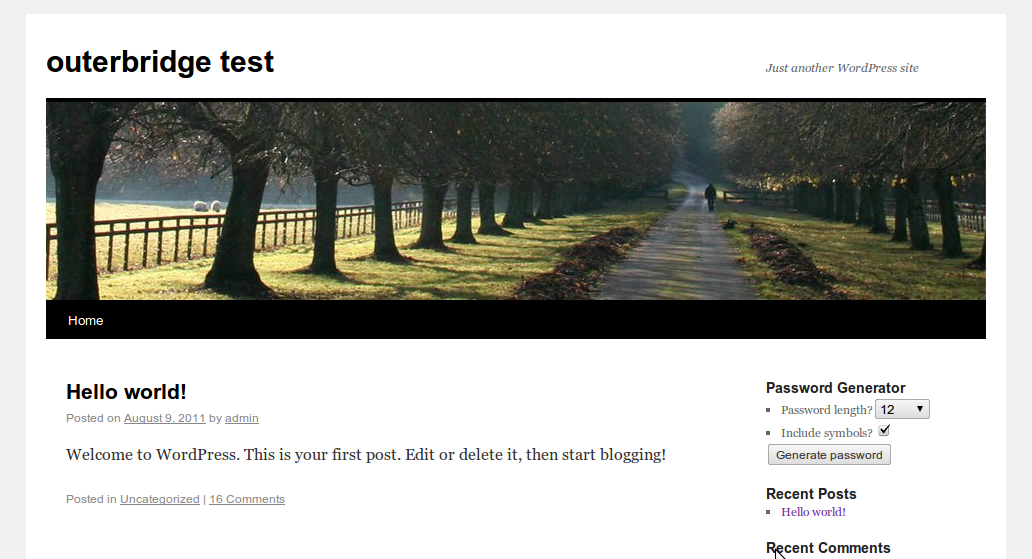 outerbridge test
Just another WordPress site
Home
Hello world!
Posted on August 9, 2011 by admin
Welcome to WordPress. This is your first post. Edit or delete it, then start blogging!
Posted in Uncategorized | 16 Comments
Password Generator
Password length? 12
Include symbols?
Generate password
Recent Posts
Hello world!
Recent Comments